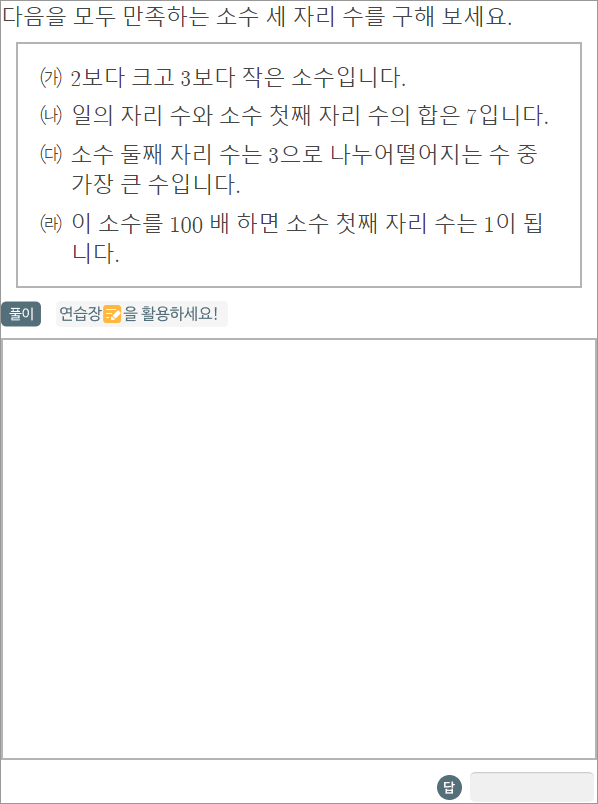 다음을 모두 만족하는 소수 세 자리 수를 구해 보세요.
㈎ 2보다 크고 3보다 작은 소수입니다.
㈏ 일의 자리 수와 소수 첫째 자리 수의 합은 7입니다.
㈐ 소수 둘째 자리 수는 3으로 나누어떨어지는 수 중
가장 큰 수입니다.
㈑ 이 소수를 100 배 하면 소수 첫째 자리 수는 1이 됩
니다.
풀이 연습장을 활용하세요!
답